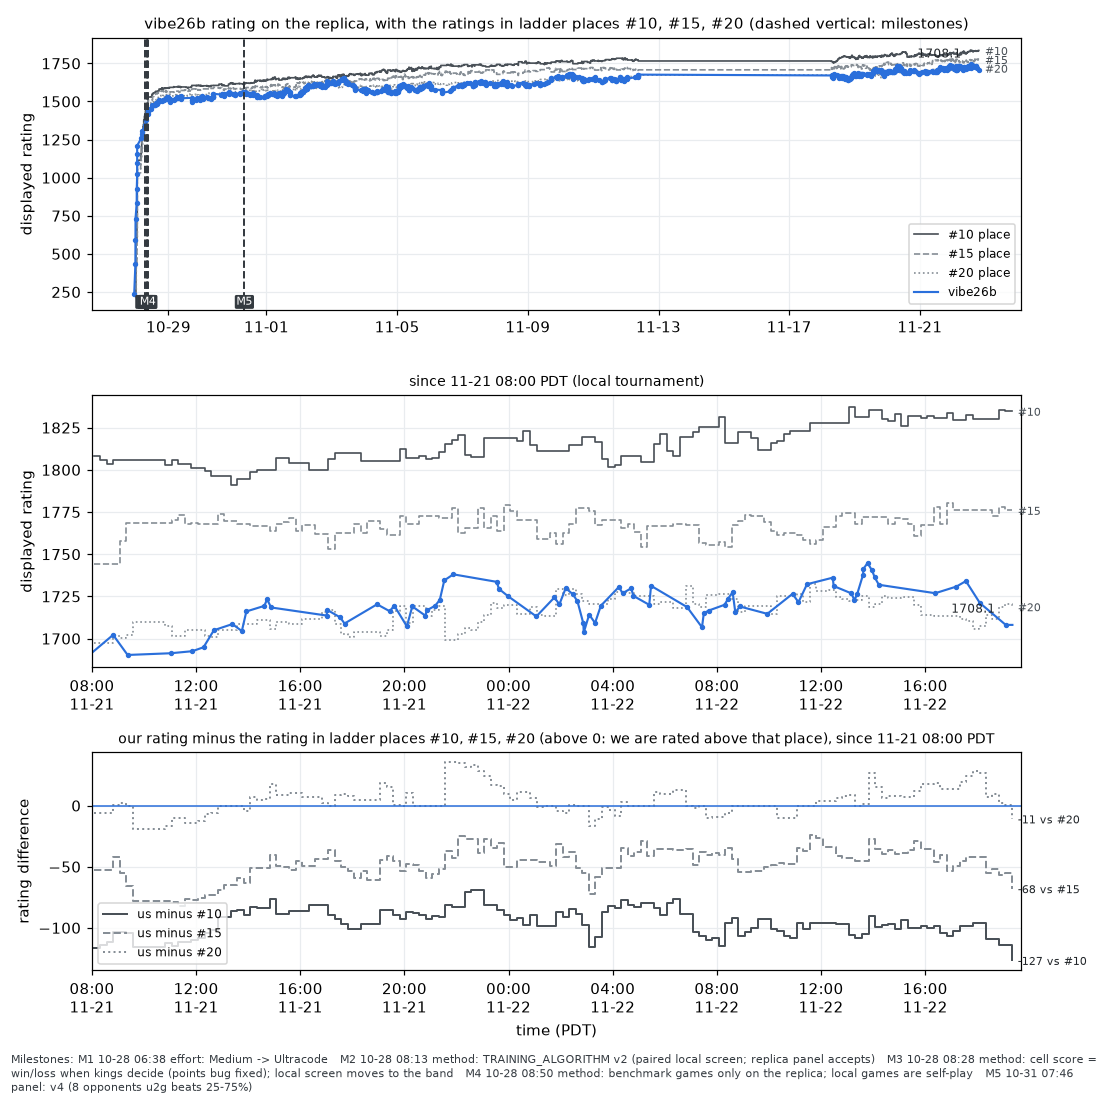 vibe26b rating on the replica, with the ratings in ladder places #10, #15, #20 (dashed vertical: milestones)
1708.1
#10
#15
#20
1750
1500
1250
1000
750
500
250
displayed rating
M4
M5
#10 place
#15 place
#20 place
vibe26b
10-29
11-01
11-05
11-09
11-13
11-17
11-21
since 11-21 08:00 PDT (local tournament)
#10
#15
#20
1708.1
1825
1800
1775
1750
1725
1700
displayed rating
08:00 12:00 16:00 20:00 00:00 04:00 08:00 12:00 16:00
11-21 11-21 11-21 11-21 11-22 11-22 11-22 11-22 11-22
our rating minus the rating in ladder places #10, #15, #20 (above 0: we are rated above that place), since 11-21 08:00 PDT
0
−50
−100
rating difference
-11 vs #20
-68 vs #15
-127 vs #10
us minus #10
us minus #15
us minus #20
08:00 12:00 16:00 20:00 00:00 04:00 08:00 12:00 16:00
11-21 11-21 11-21 11-21 11-22 11-22 11-22 11-22 11-22
time (PDT)
Milestones: M1 10-28 06:38 effort: Medium -> Ultracode M2 10-28 08:13 method: TRAINING_ALGORITHM v2 (paired local screen; replica panel accepts) M3 10-28 08:28 method: cell score =
win/loss when kings decide (points bug fixed); local screen moves to the band M4 10-28 08:50 method: benchmark games only on the replica; local games are self-play M5 10-31 07:46
panel: v4 (8 opponents u2g beats 25-75%)